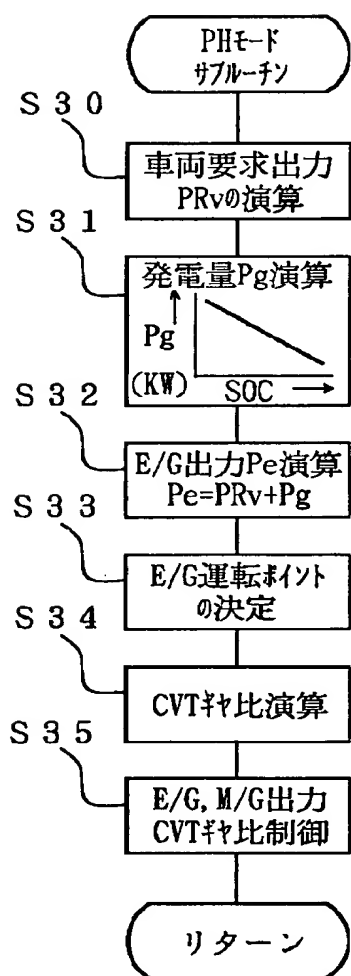 PHモード
サブルーチン
S30
車両要求出力
PRvの演算
S31
発電量Pg演算
Pg
(KW)
SOC
S32
E/G出力Pe演算
Pe=PRv+Pg
S33
E/G運転ポイント
の決定
S34
CVTギヤ比演算
S35
E/G,M/G出力
CVTギヤ比制御
リターン